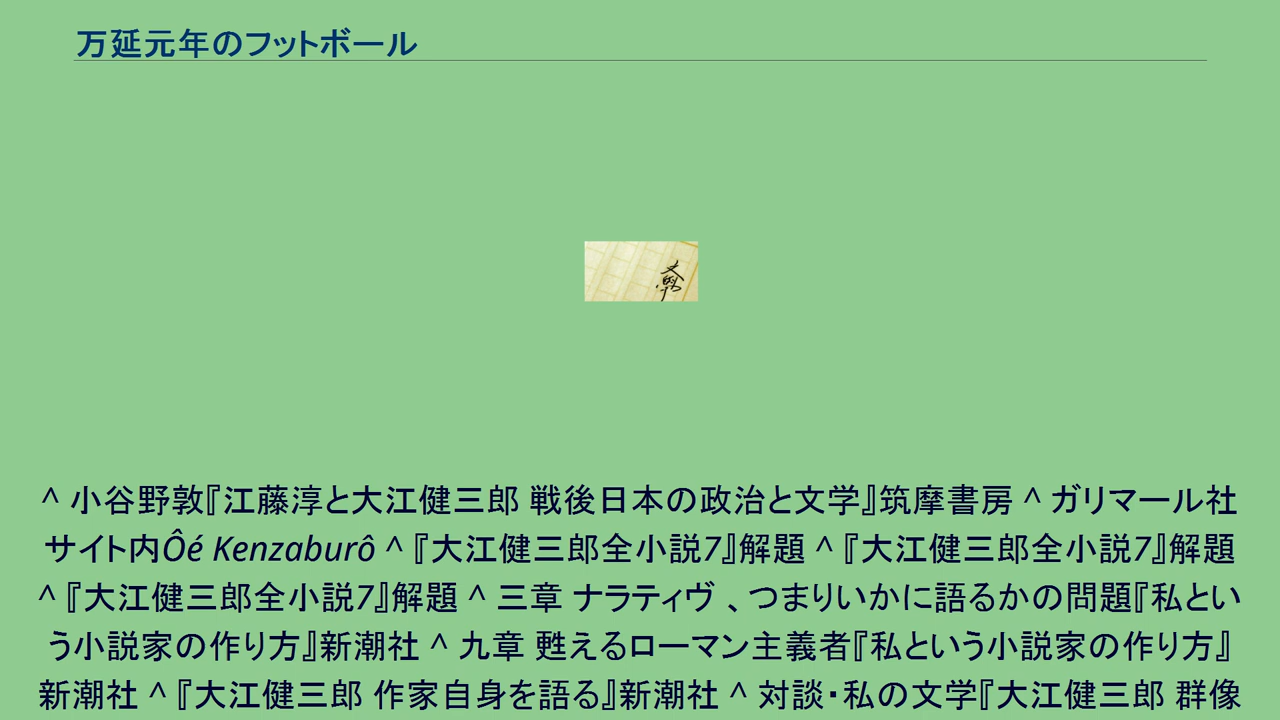 万延元年のフットボール
^ 小谷野敦『江藤淳と大江健三郎 戦後日本の政治と文学』筑摩書房 ^ ガリマール社
サイト内Ôé Kenzaburô ^ 『大江健三郎全小説7』解題 ^ 『大江健三郎全小説7』解題
^ 『大江健三郎全小説7』解題 ^ 三章 ナラティヴ 、つまりいかに語るかの問題『私とい
う小説家の作り方』新潮社 ^ 九章 甦えるローマン主義者『私という小説家の作り方』
新潮社 ^ 『大江健三郎 作家自身を語る』新潮社 ^ 対談・私の文学『大江健三郎 群像